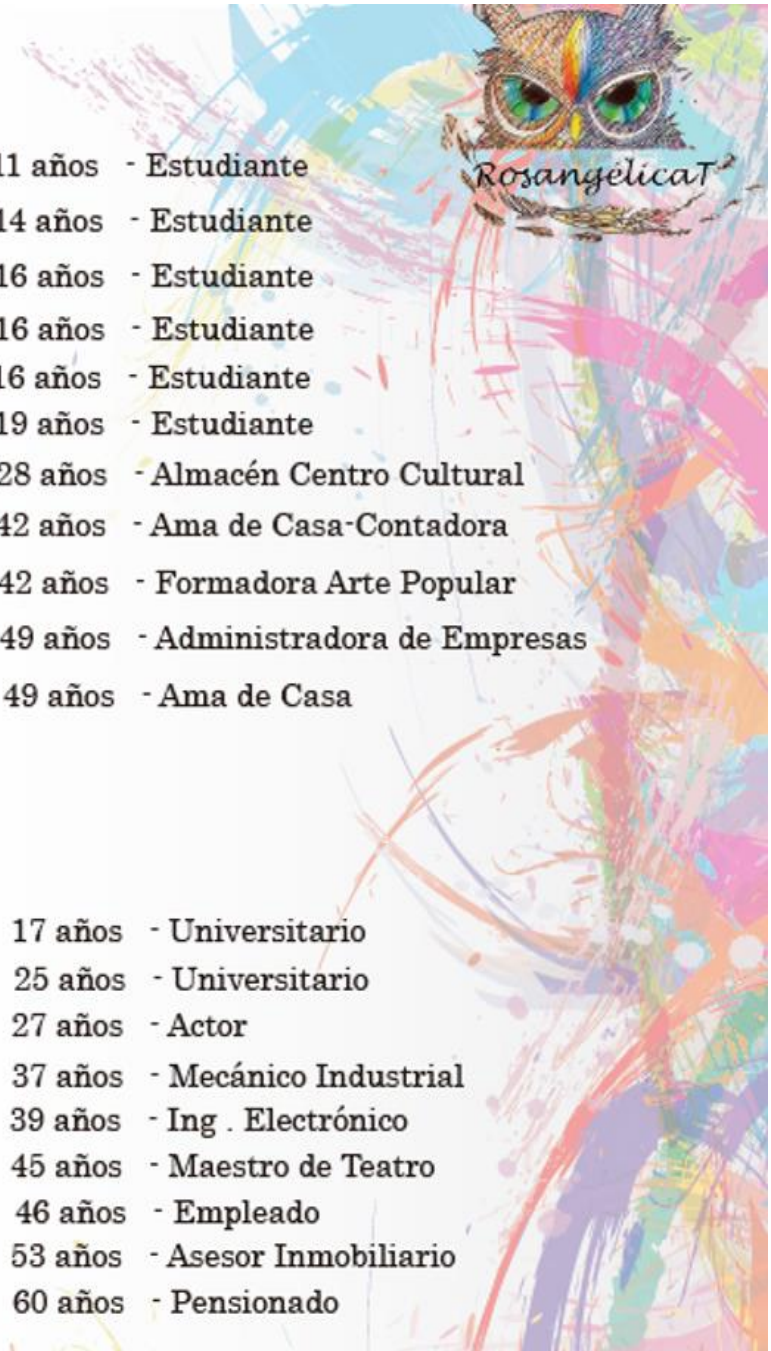 RosangélicaT
11 años - Estudiante
14 años - Estudiante
16 años - Estudiante
16 años - Estudiante
16 años - Estudiante
19 años - Estudiante
28 años - Almacén Centro Cultural
42 años - Ama de Casa-Contadora
42 años - Formadora Arte Popular
49 años - Administradora de Empresas
49 años - Ama de Casa
17 años - Universitario
25 años - Universitario
27 años - Actor
37 años - Mecánico Industrial
39 años - Ing . Electrónico
45 años - Maestro de Teatro
46 años - Empleado
53 años - Asesor Inmobiliario
60 años - Pensionado